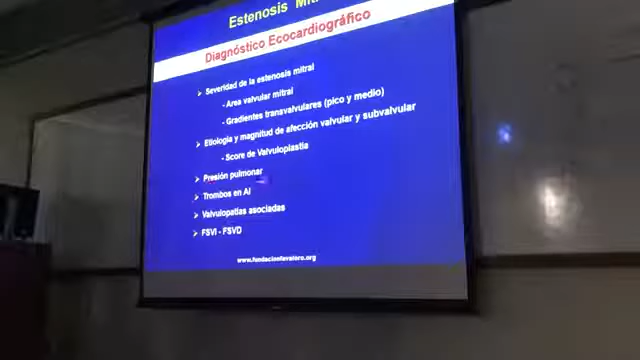 Estenosis Mit
Diagnóstico Ecocardiográfico
➢ Severidad de la estenosis mitral
- Area valvular mitral
- Gradientes transvalvulares (pico y medio)
➢ Etiología y magnitud de afección valvular y subvalvular
- Score de Valvuloplastía
➢ Presión pulmonar
➢ Trombos en AI
➢ Valvulopatías asociadas
➢ FSVI - FSVD
www.fundacionfavaloro.org